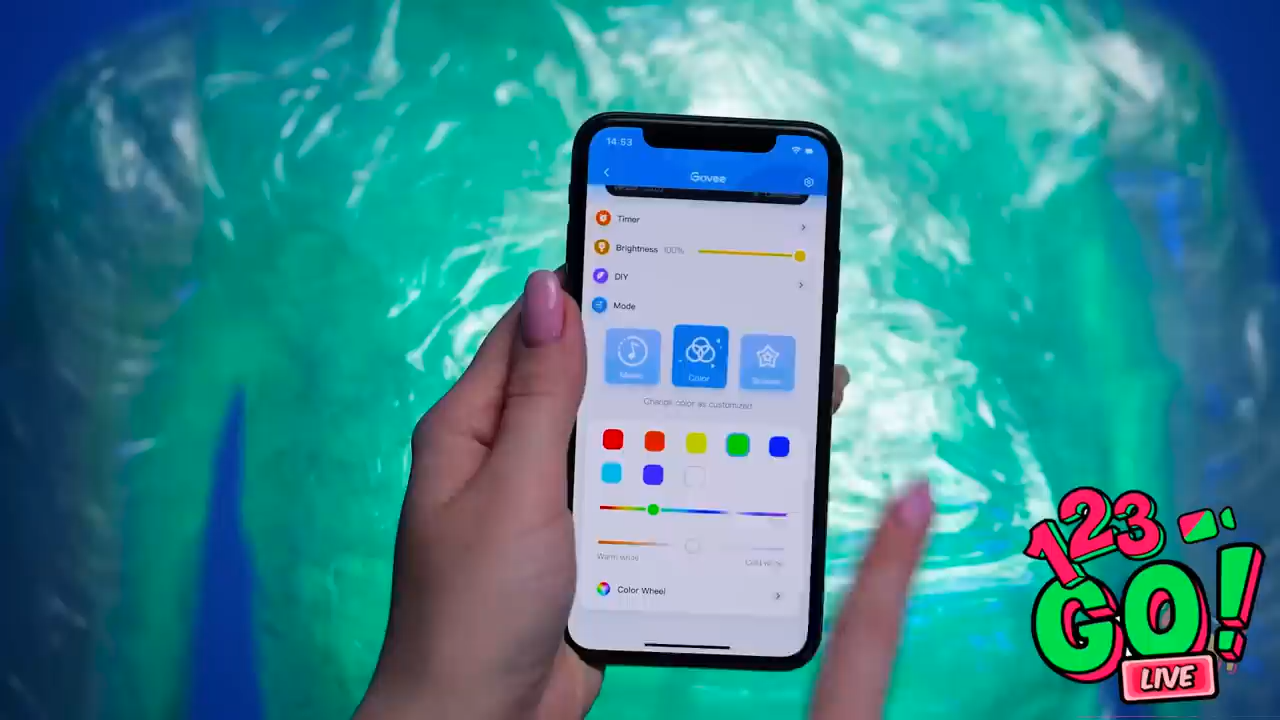 14:53
Govee
Timer
Brightness 100%
DIY
Mode
Music
Color
Change color as customized
Warm white
Cold white
Color Wheel
123
GO!
LIVE